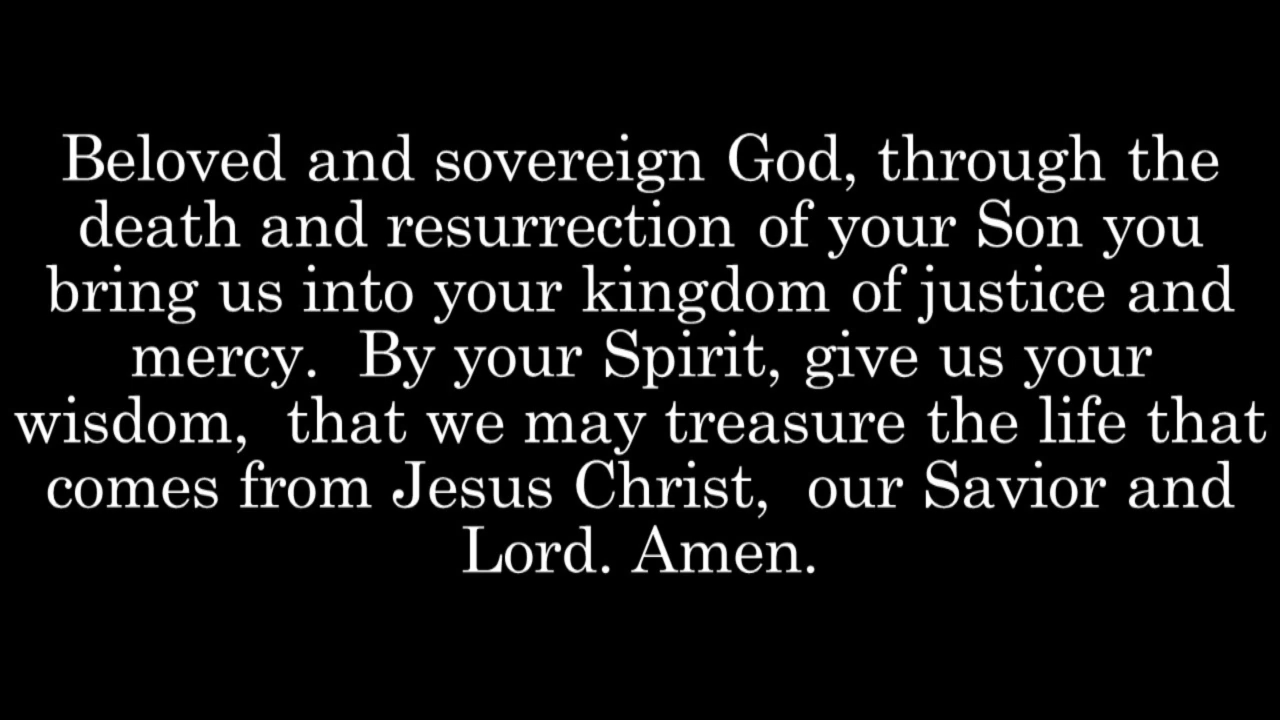 Beloved and sovereign God, through the
death and resurrection of your Son you
bring us into your kingdom of justice and
mercy.  By your Spirit, give us your
wisdom,  that we may treasure the life that
comes from Jesus Christ,  our Savior and
Lord. Amen.